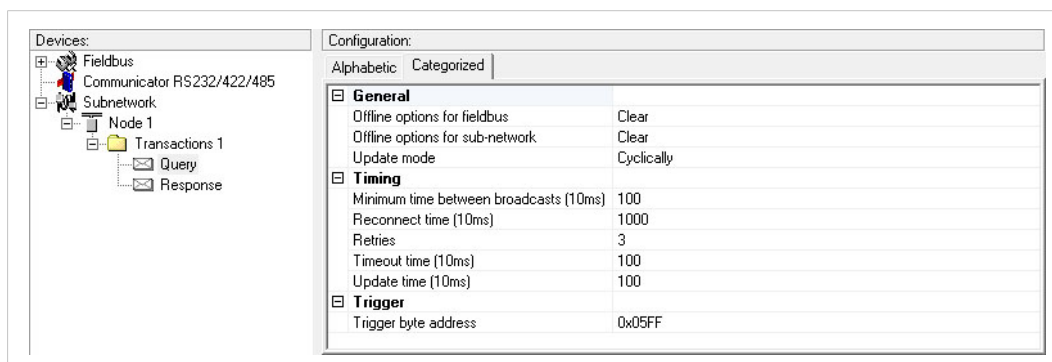 Devices:
Fieldbus
Communicator RS232/422/485
Subnetwork
Node 1
Transactions 1
Query
Response
Configuration:
Alphabetic Categorized
General
Offline options for fieldbus Clear
Offline options for sub-network Clear
Update mode Cyclically
Timing
Minimum time between broadcasts (10ms) 100
Reconnect time (10ms) 1000
Retries 3
Timeout time (10ms) 100
Update time (10ms) 100
Trigger
Trigger byte address 0x05FF